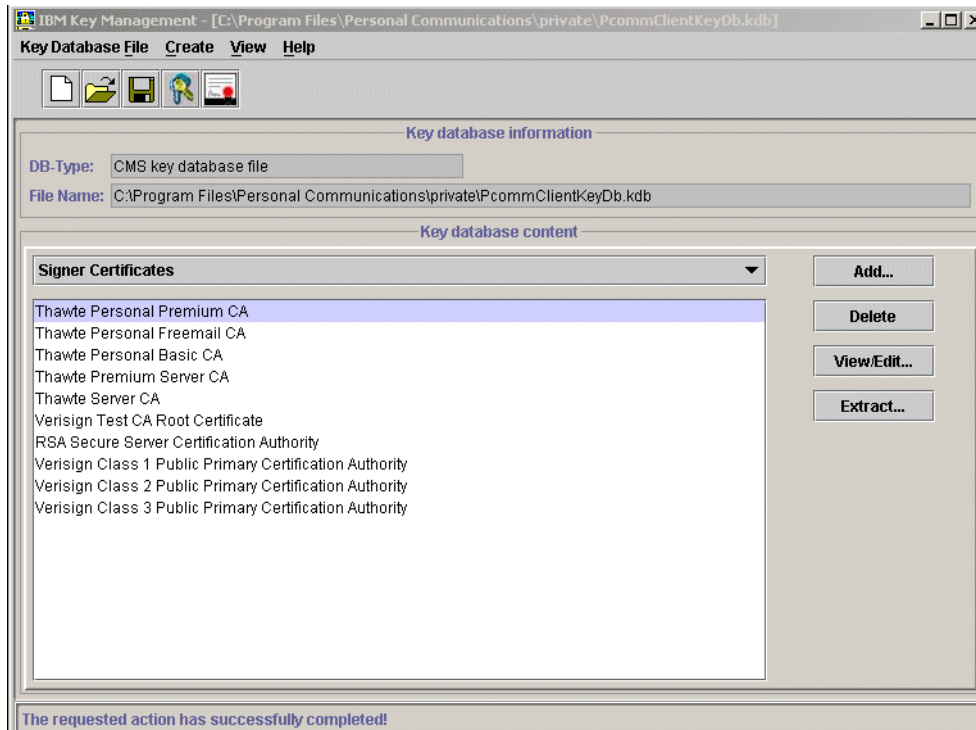 IBM Key Management - [C:\Program Files\Personal Communications\private\PcommClientKeyDb.kdb]
Key Database File Create View Help
Key database information
DB-Type: CMS key database file
File Name: C:\Program Files\Personal Communications\private\PcommClientKeyDb.kdb
Key database content
Signer Certificates
Add...
Thawte Personal Premium CA
Delete
Thawte Personal Freemail CA
Thawte Personal Basic CA
View/Edit...
Thawte Premium Server CA
Thawte Server CA
Extract...
Verisign Test CA Root Certificate
RSA Secure Server Certification Authority
Verisign Class 1 Public Primary Certification Authority
Verisign Class 2 Public Primary Certification Authority
Verisign Class 3 Public Primary Certification Authority
The requested action has successfully completed!